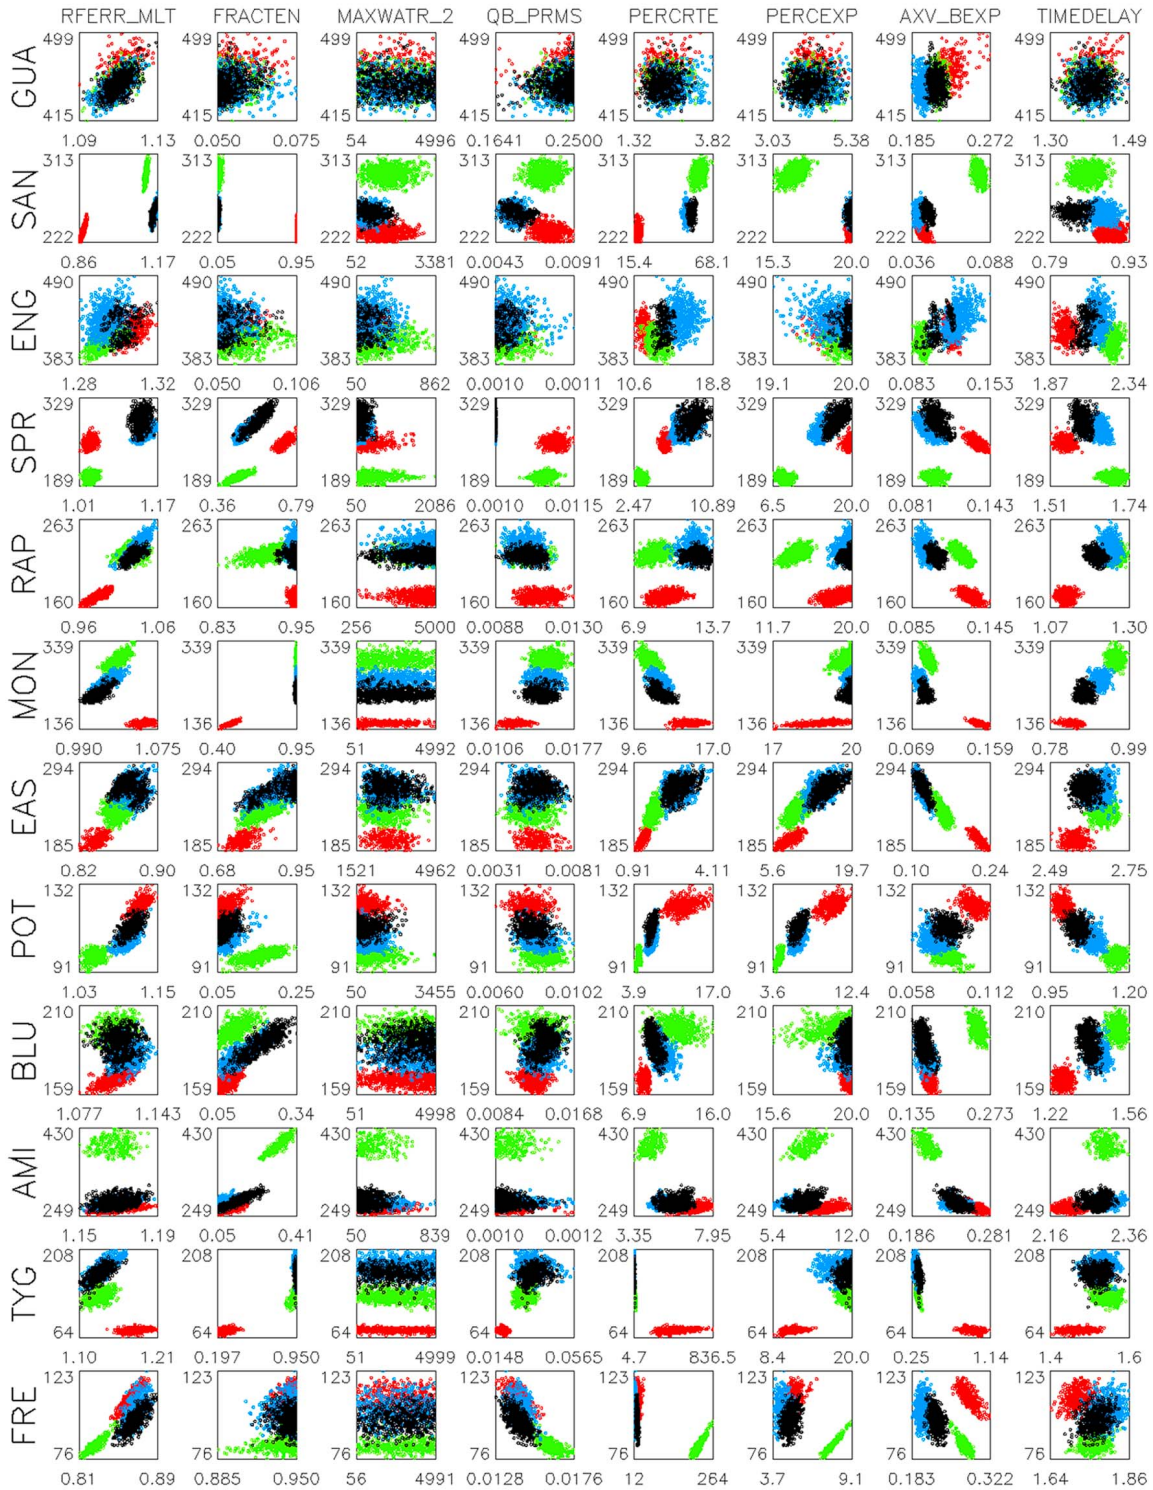 RFERR_MLT FRACTEN MAXWATR_2 QB_PRMS PERCRTE PERCEXP AXV_BEXP TIMEDELAY
GUA
499 499 499 499 499 499 499 499
415 415 415 415 415 415 415 415
1.09 1.13 0.050 0.075 54 4996 0.1641 0.2500 1.32 3.82 3.03 5.38 0.185 0.272 1.30 1.49
SAN
313 313 313 313 313 313 313 313
222 222 222 222 222 222 222 222
0.86 1.17 0.05 0.95 52 3381 0.0043 0.0091 15.4 68.1 15.3 20.0 0.036 0.088 0.79 0.93
ENG
490 490 490 490 490 490 490 490
383 383 383 383 383 383 383 383
1.28 1.32 0.050 0.106 50 862 0.0010 0.0011 10.6 18.8 19.1 20.0 0.083 0.153 1.87 2.34
SPR
329 329 329 329 329 329 329 329
189 189 189 189 189 189 189 189
1.01 1.17 0.36 0.79 50 2086 0.0010 0.0115 2.47 10.89 6.5 20.0 0.081 0.143 1.51 1.74
RAP
263 263 263 263 263 263 263 263
160 160 160 160 160 160 160 160
0.96 1.06 0.83 0.95 256 5000 0.0088 0.0130 6.9 13.7 11.7 20.0 0.085 0.145 1.07 1.30
MON
339 339 339 339 339 339 339 339
136 136 136 136 136 136 136 136
0.990 1.075 0.40 0.95 51 4992 0.0106 0.0177 9.6 17.0 17 20 0.069 0.159 0.78 0.99
EAS
294 294 294 294 294 294 294 294
185 185 185 185 185 185 185 185
0.82 0.90 0.68 0.95 1521 4962 0.0031 0.0081 0.91 4.11 5.6 19.7 0.10 0.24 2.49 2.75
POT
132 132 132 132 132 132 132 132
91 91 91 91 91 91 91 91
1.03 1.15 0.05 0.25 50 3455 0.0060 0.0102 3.9 17.0 3.6 12.4 0.058 0.112 0.95 1.20
BLU
210 210 210 210 210 210 210 210
159 159 159 159 159 159 159 159
1.077 1.143 0.05 0.34 51 4998 0.0084 0.0168 6.9 16.0 15.6 20.0 0.135 0.273 1.22 1.56
AMI
430 430 430 430 430 430 430 430
249 249 249 249 249 249 249 249
1.15 1.19 0.05 0.41 50 839 0.0010 0.0012 3.35 7.95 5.4 12.0 0.186 0.281 2.16 2.36
TYG
208 208 208 208 208 208 208 208
64 64 64 64 64 64 64 64
1.10 1.21 0.197 0.950 51 4999 0.0148 0.0565 4.7 836.5 8.4 20.0 0.25 1.14 1.4 1.6
FRE
123 123 123 123 123 123 123 123
76 76 76 76 76 76 76 76
0.81 0.89 0.885 0.950 56 4991 0.0128 0.0176 12 264 3.7 9.1 0.183 0.322 1.64 1.86